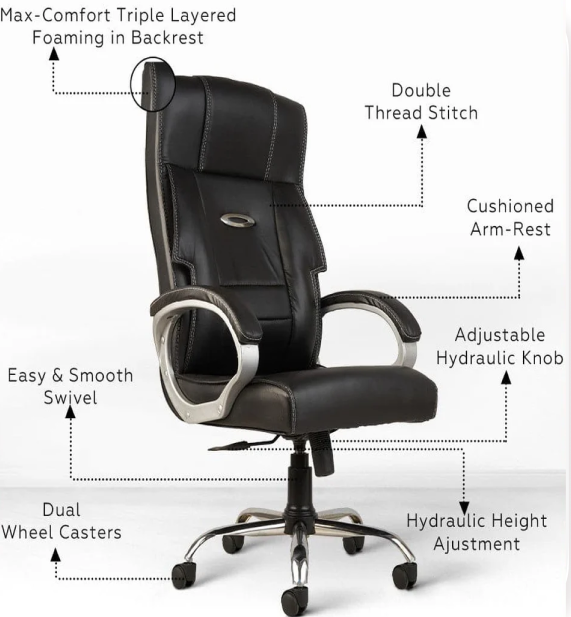 Max-Comfort Triple Layered
Foaming in Backrest
Double
Thread Stitch
Cushioned
Arm-Rest
Adjustable
Hydraulic Knob
Easy & Smooth
Swivel
Dual
Wheel Casters
Hydraulic Height
Ajustment